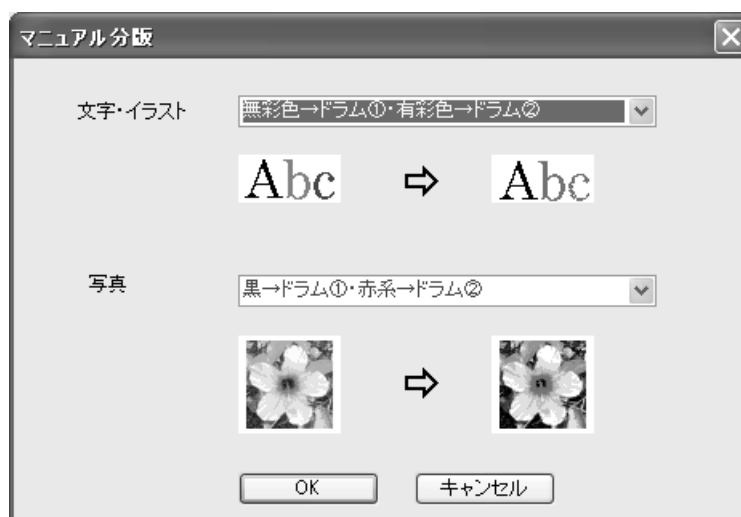 マニュアル分版
文字・イラスト
無彩色→ドラム①・有彩色→ドラム②
Abc
Abc
写真
黒→ドラム①・赤系→ドラム②
OK
キャンセル